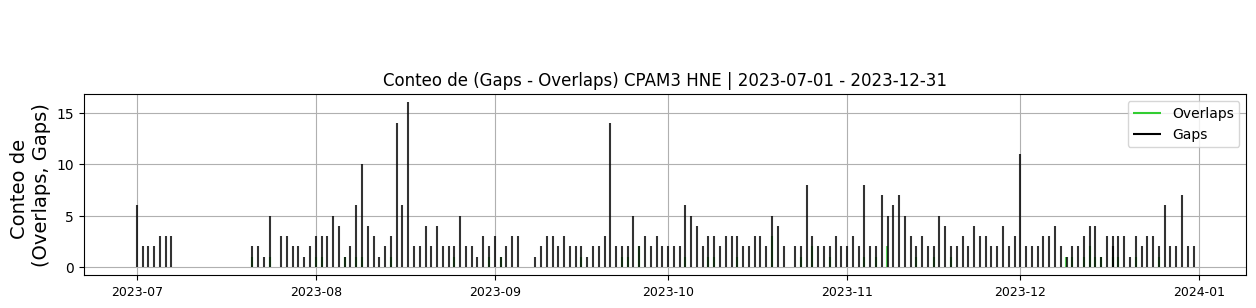 Conteo de (Gaps - Overlaps) CPAM3 HNE | 2023-07-01 - 2023-12-31
Conteo de
(Overlaps, Gaps)
15
10
5
0
Overlaps
Gaps
2023-07
2023-08
2023-09
2023-10
2023-11
2023-12
2024-01